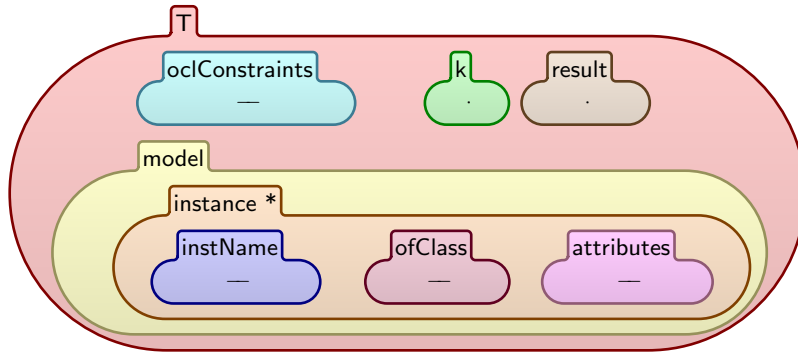 T
oclConstraints k result
— · ·
model
instance *
instName ofClass attributes
— — —